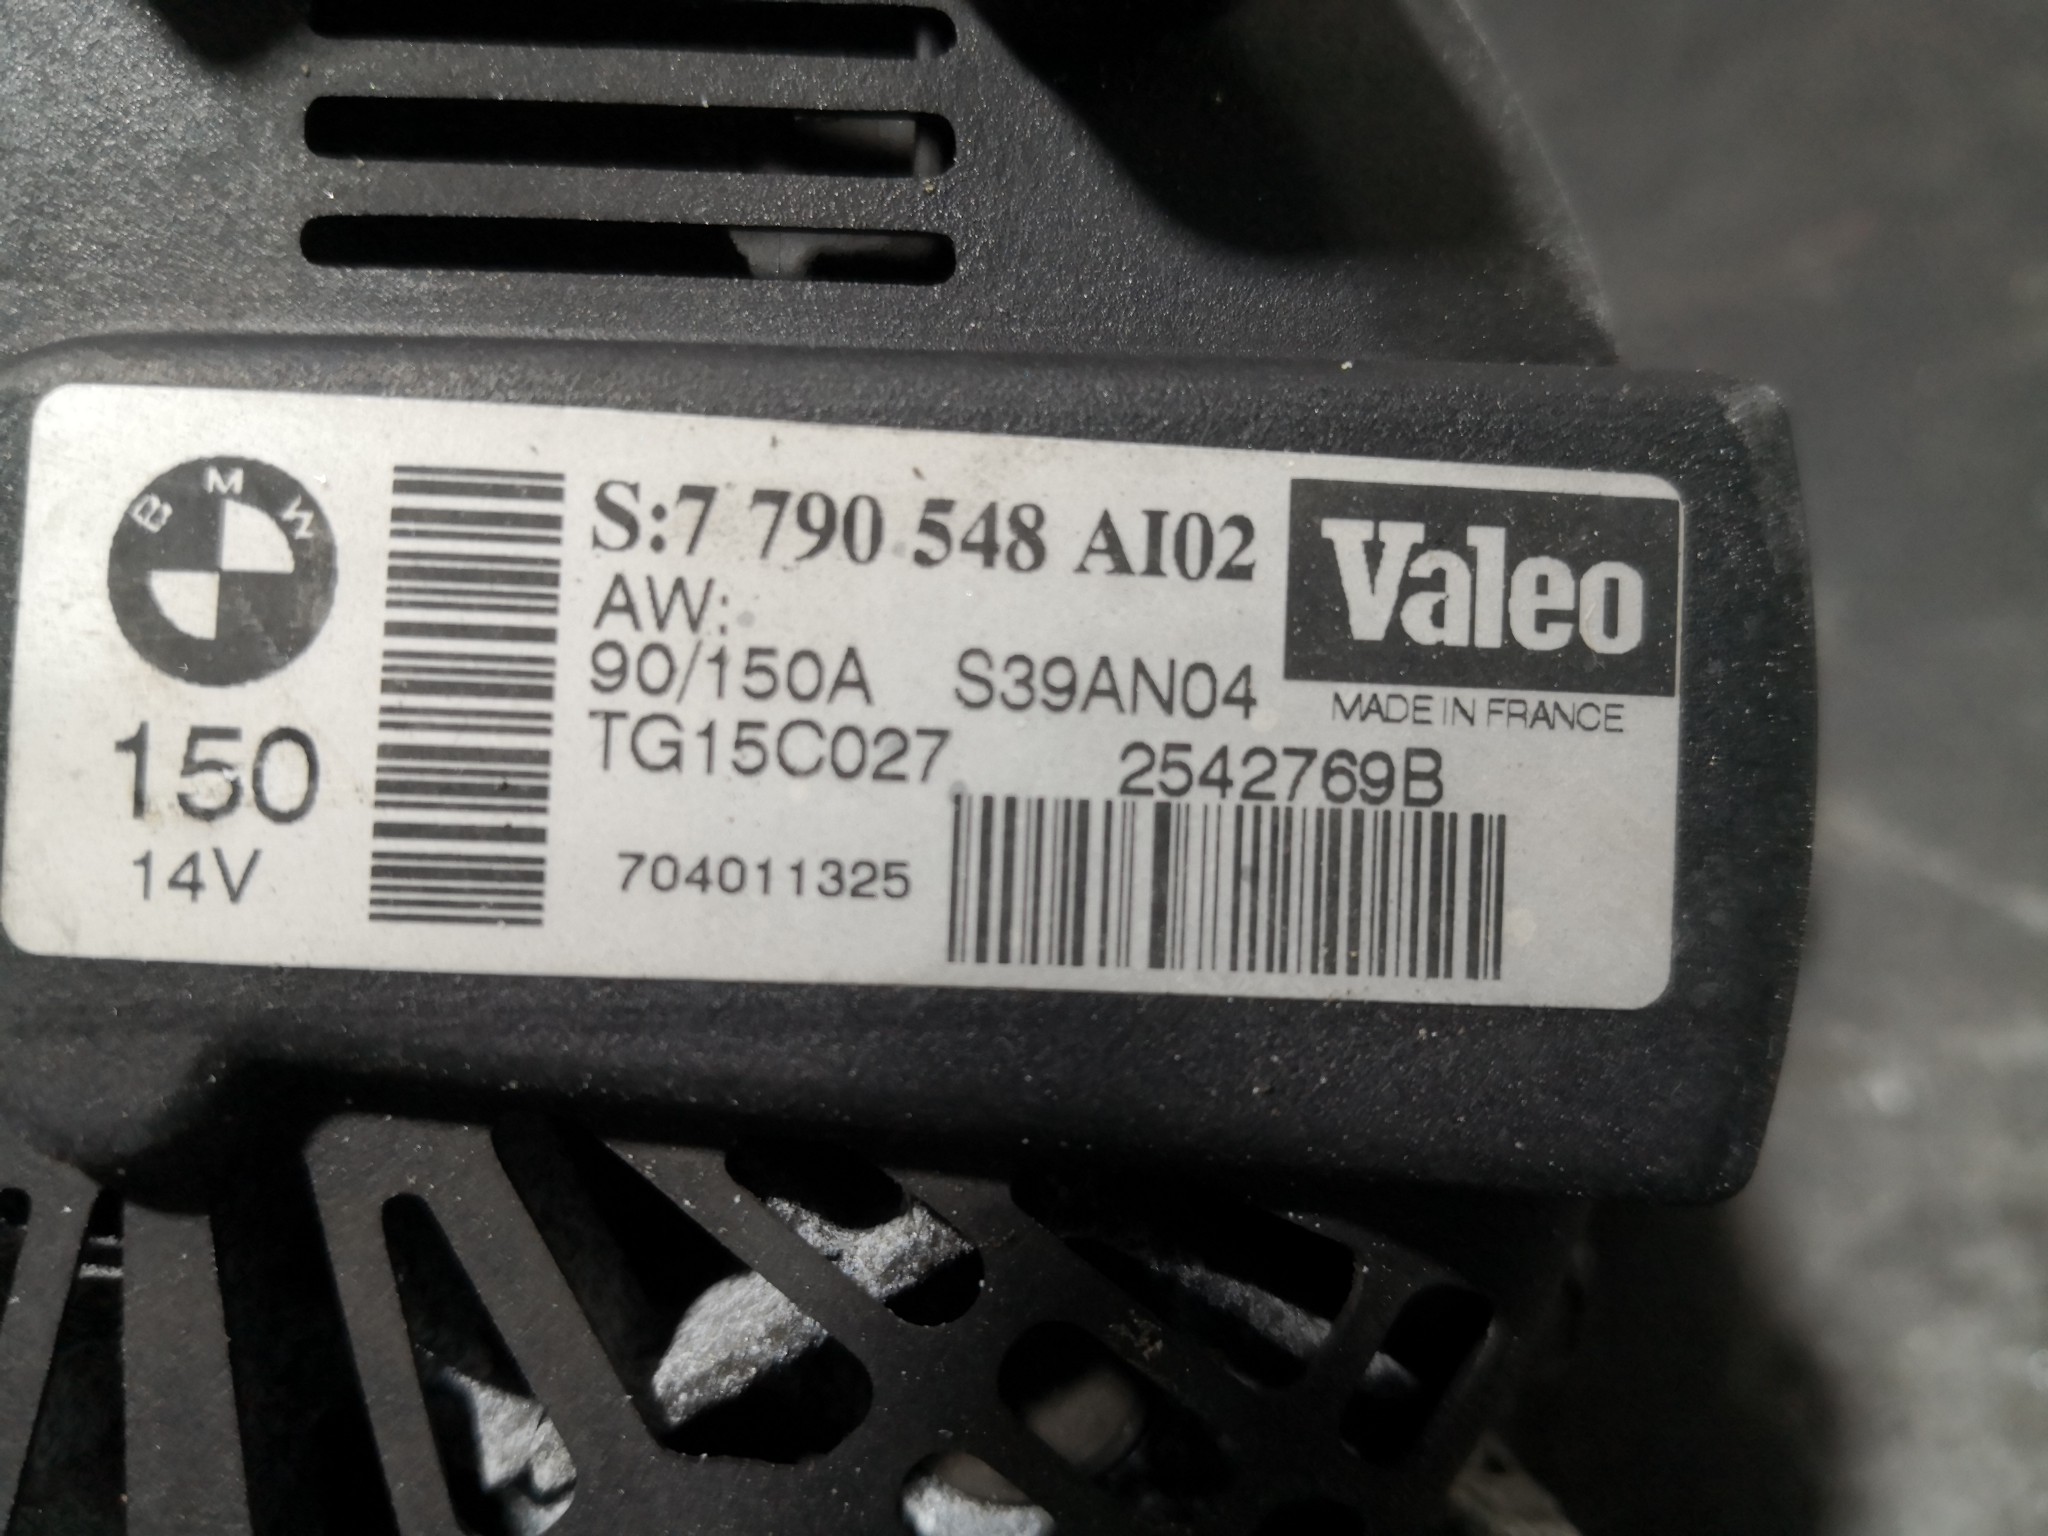 BMW
150
14V
S:7 790 548 AI02
AW:
90/150A S39AN04
TG15C027 2542769B
704011325
Valeo
MADE IN FRANCE